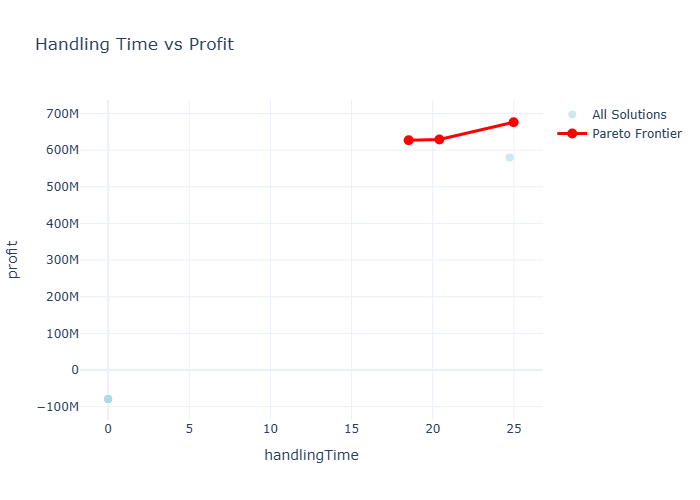 Handling Time vs Profit
All Solutions
Pareto Frontier
profit
700M
600M
500M
400M
300M
200M
100M
0
−100M
0 5 10 15 20 25
handlingTime